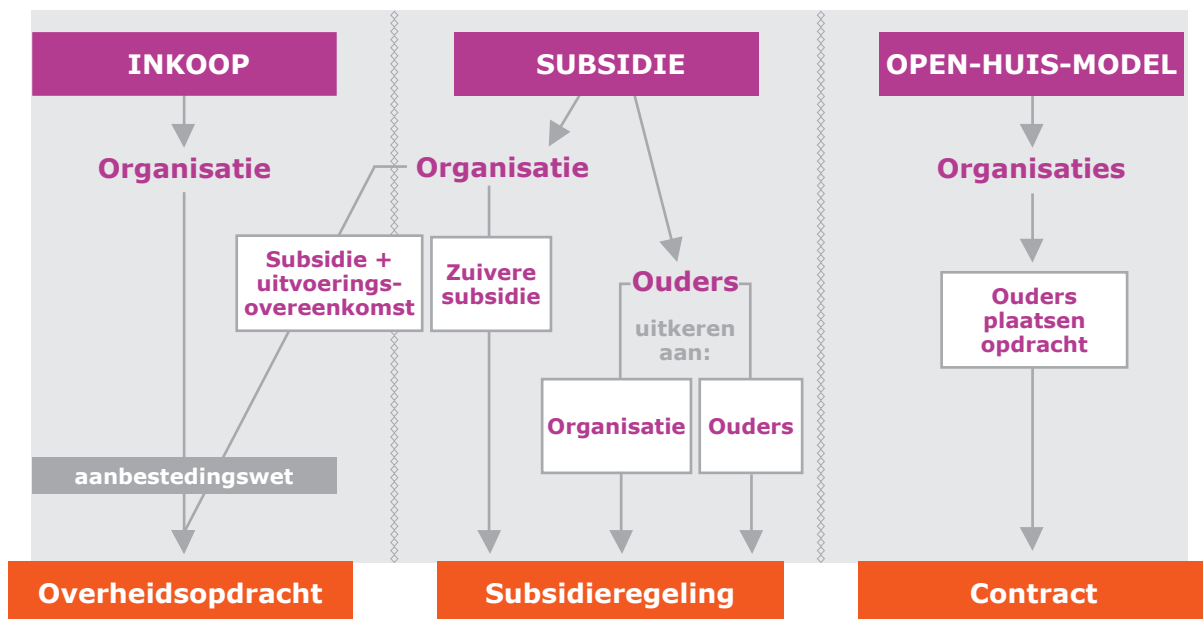 INKOOP
SUBSIDIE
OPEN-HUIS-MODEL
Organisatie
Organisatie
Organisaties
Subsidie +
uitvoerings-
overeenkomst
Zuivere
subsidie
Ouders
uitkeren
aan:
Organisatie
Ouders
Ouders
plaatsen
opdracht
aanbestedingswet
Overheidsopdracht
Subsidieregeling
Contract